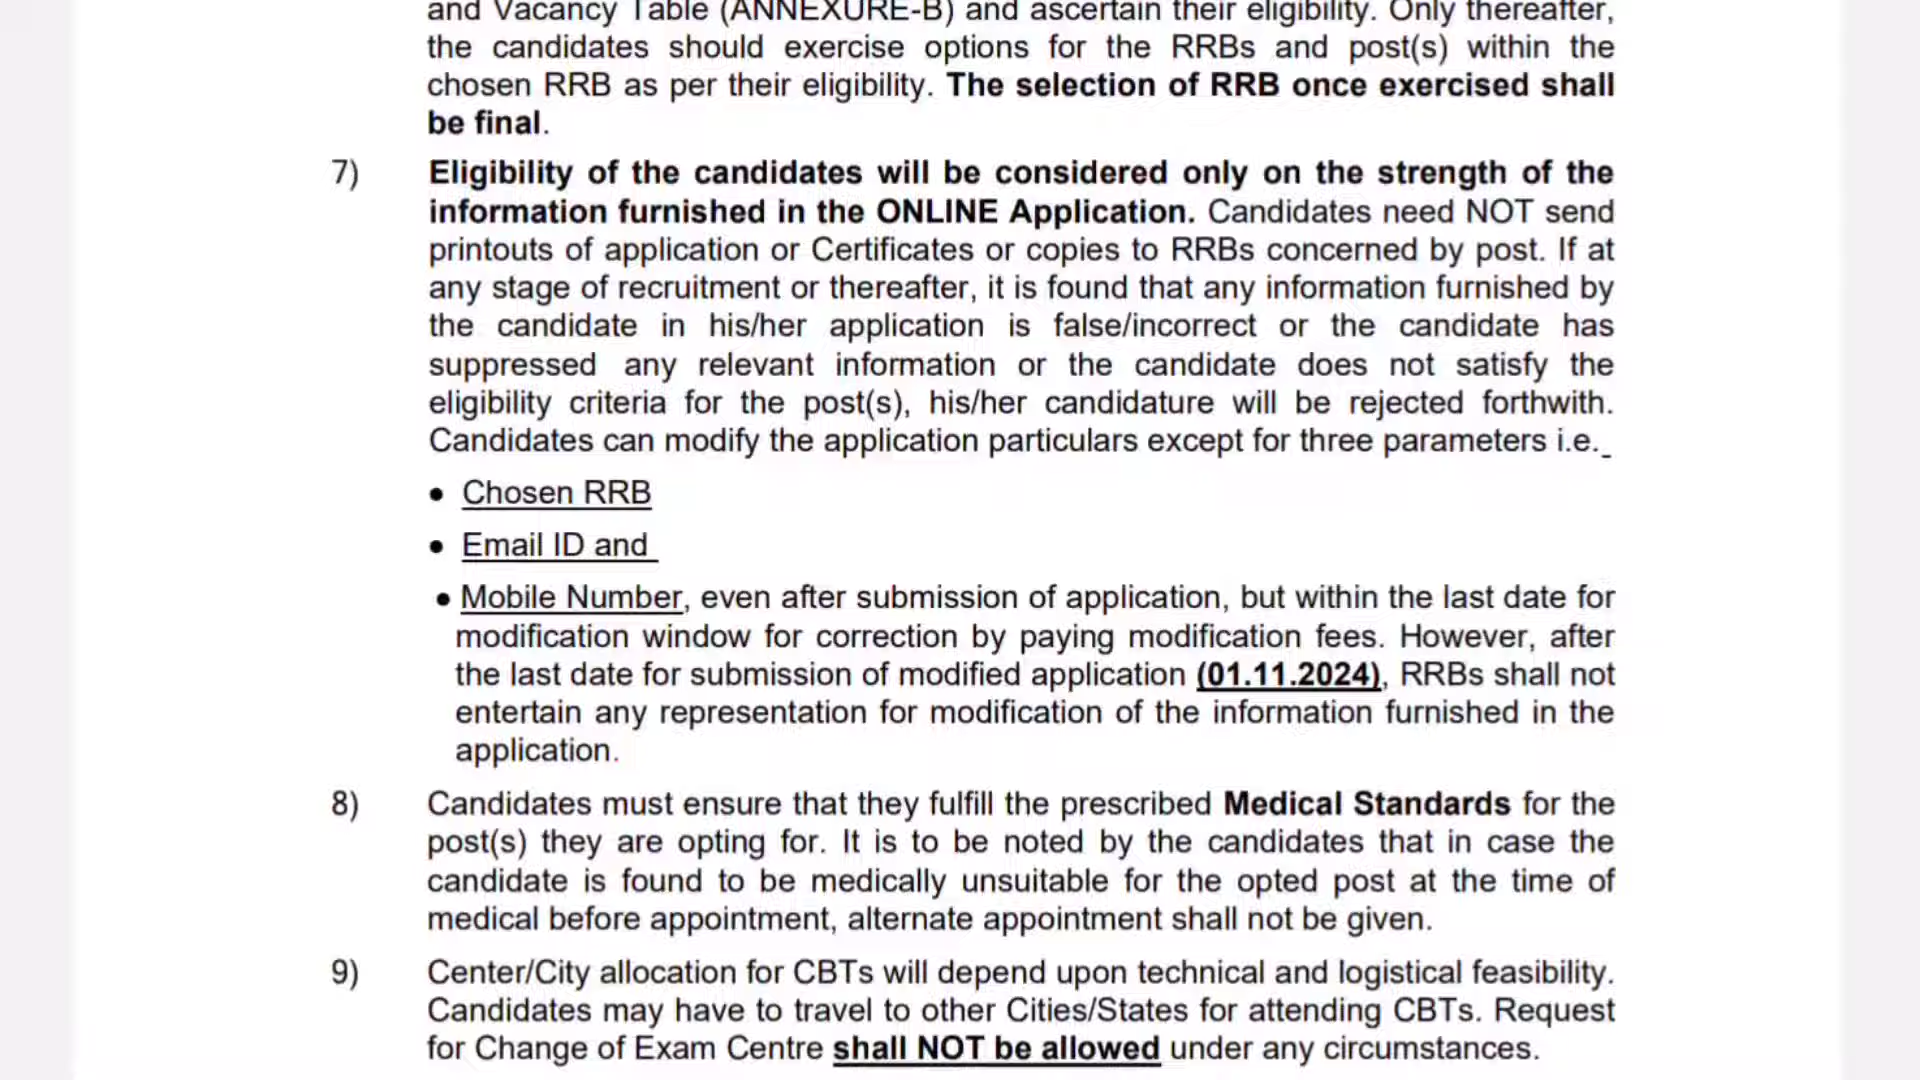 and Vacancy Table (ANNEXURE-B) and ascertain their eligibility. Only thereafter,
the candidates should exercise options for the RRBs and post(s) within the
chosen RRB as per their eligibility. The selection of RRB once exercised shall
be final.
7) Eligibility of the candidates will be considered only on the strength of the
information furnished in the ONLINE Application. Candidates need NOT send
printouts of application or Certificates or copies to RRBs concerned by post. If at
any stage of recruitment or thereafter, it is found that any information furnished by
the candidate in his/her application is false/incorrect or the candidate has
suppressed any relevant information or the candidate does not satisfy the
eligibility criteria for the post(s), his/her candidature will be rejected forthwith.
Candidates can modify the application particulars except for three parameters i.e.
• Chosen RRB
• Email ID and
• Mobile Number, even after submission of application, but within the last date for
modification window for correction by paying modification fees. However, after
the last date for submission of modified application (01.11.2024), RRBs shall not
entertain any representation for modification of the information furnished in the
application.
8) Candidates must ensure that they fulfill the prescribed Medical Standards for the
post(s) they are opting for. It is to be noted by the candidates that in case the
candidate is found to be medically unsuitable for the opted post at the time of
medical before appointment, alternate appointment shall not be given.
9) Center/City allocation for CBTs will depend upon technical and logistical feasibility.
Candidates may have to travel to other Cities/States for attending CBTs. Request
for Change of Exam Centre shall NOT be allowed under any circumstances.